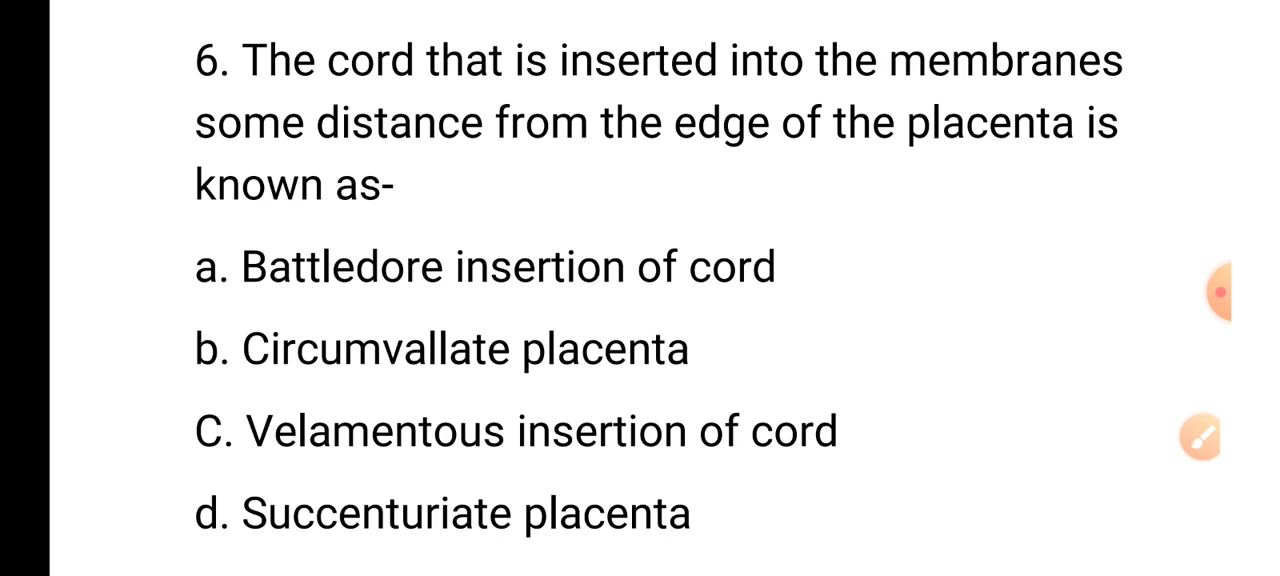 6. The cord that is inserted into the membranes
some distance from the edge of the placenta is
known as-
a. Battledore insertion of cord
b. Circumvallate placenta
C. Velamentous insertion of cord
d. Succenturiate placenta